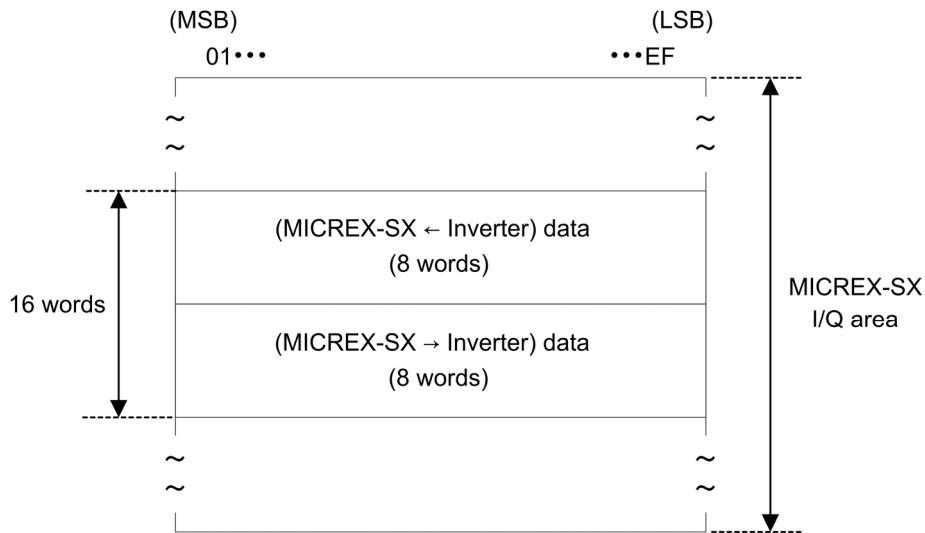 (MSB) (LSB)
01••• •••EF
(MICREX-SX ← Inverter) data
(8 words)
16 words
MICREX-SX
I/Q area
(MICREX-SX → Inverter) data
(8 words)